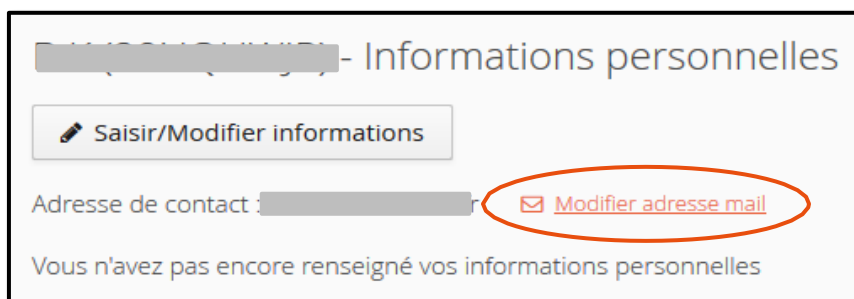 - Informations personnelles
Saisir/Modifier informations
Adresse de contact : r Modifier adresse mail
Vous n'avez pas encore renseigné vos informations personnelles